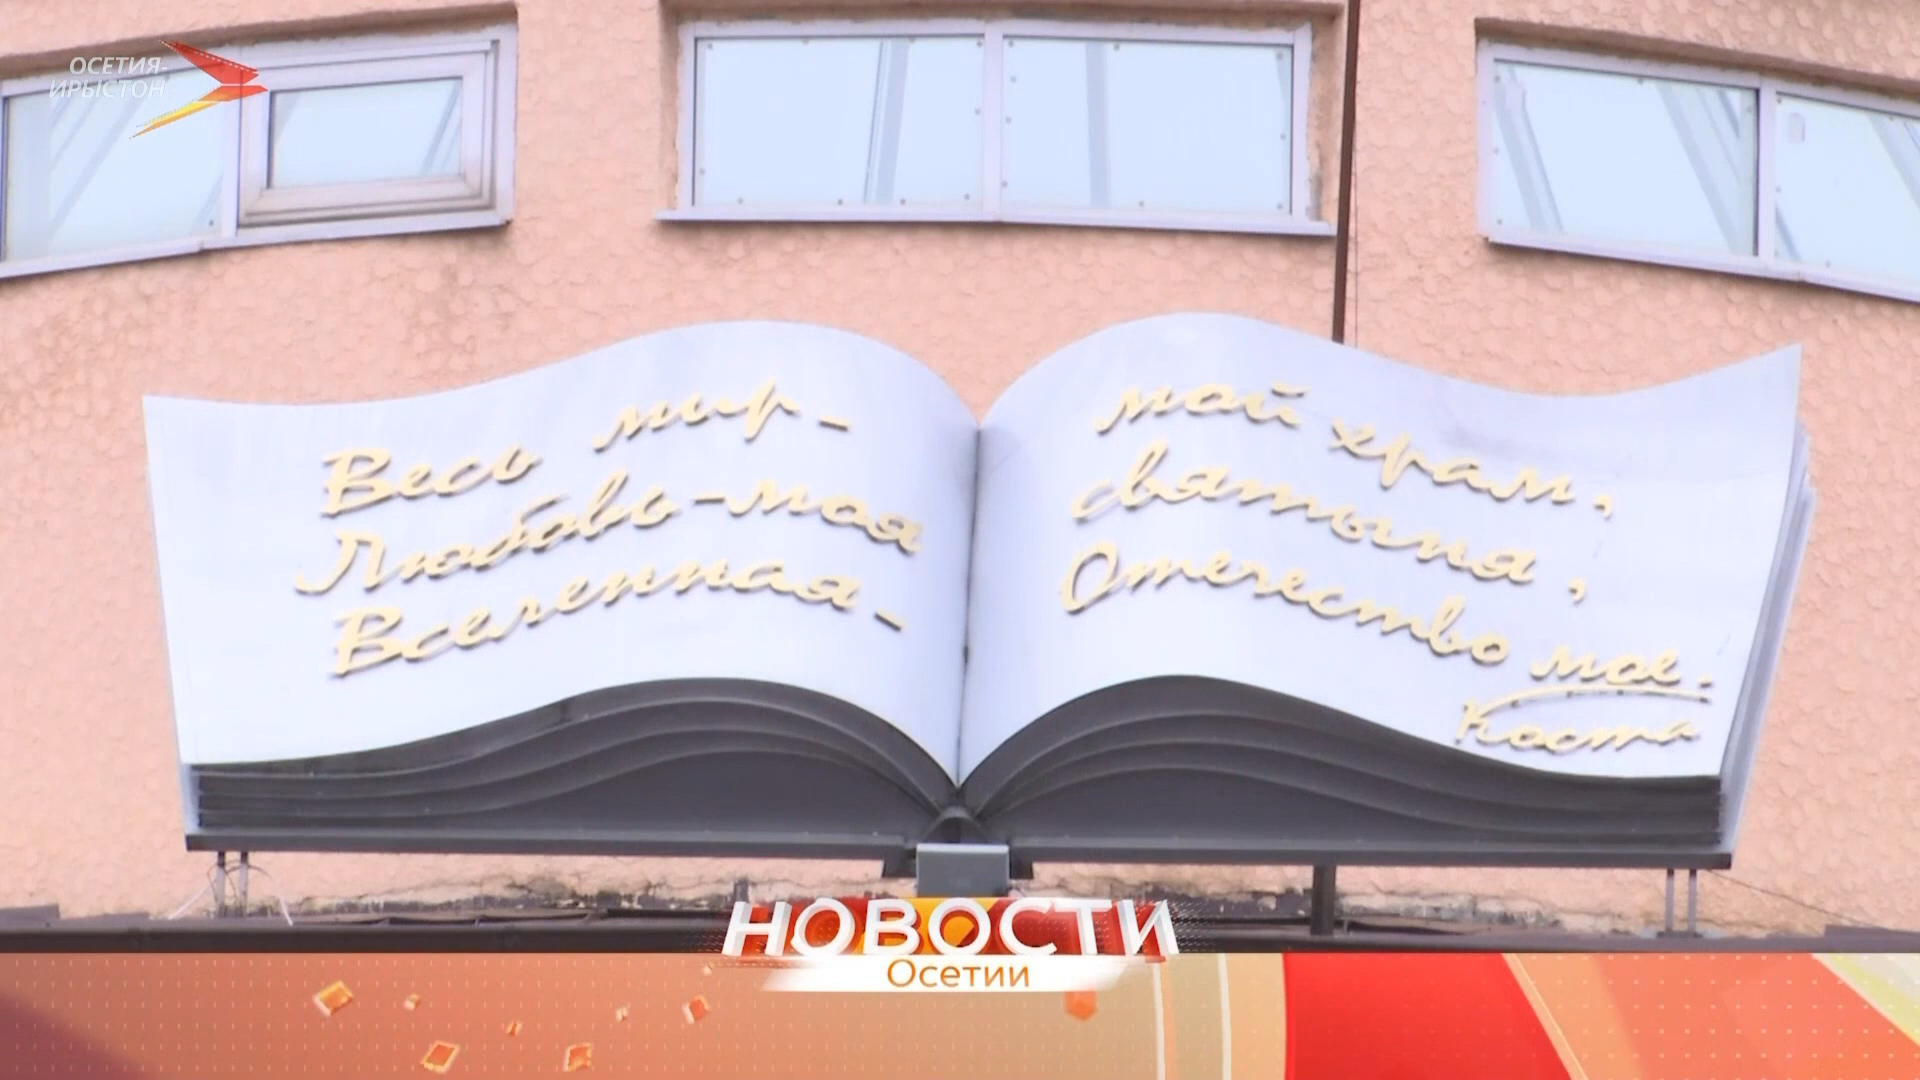 ОСЕТИЯ-
ИРЫСТОН
Весь мир -
Любовь - моя
Вселенная -
мой храм,
святыня,
Отечество мое.
Коста
НОВОСТИ
Осетии